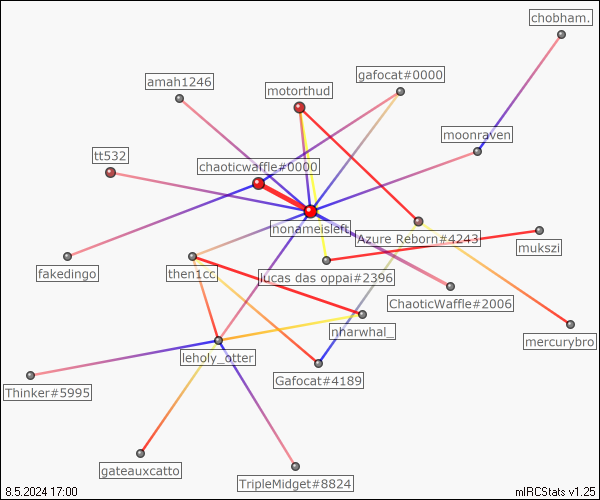 chobham.
gafocat#0000
amah1246
motorthud
moonraven
tt532
chaoticwaffle#0000
nonameisleft
Azure Reborn#4243
mukszi
fakedingo
then1cc
lucas das oppai#2396
ChaoticWaffle#2006
nharwhal_
mercurybro
leholy_otter
Gafocat#4189
Thinker#5995
gateauxcatto
TripleMidget#8824
8.5.2024 17:00
mIRCStats v1.25